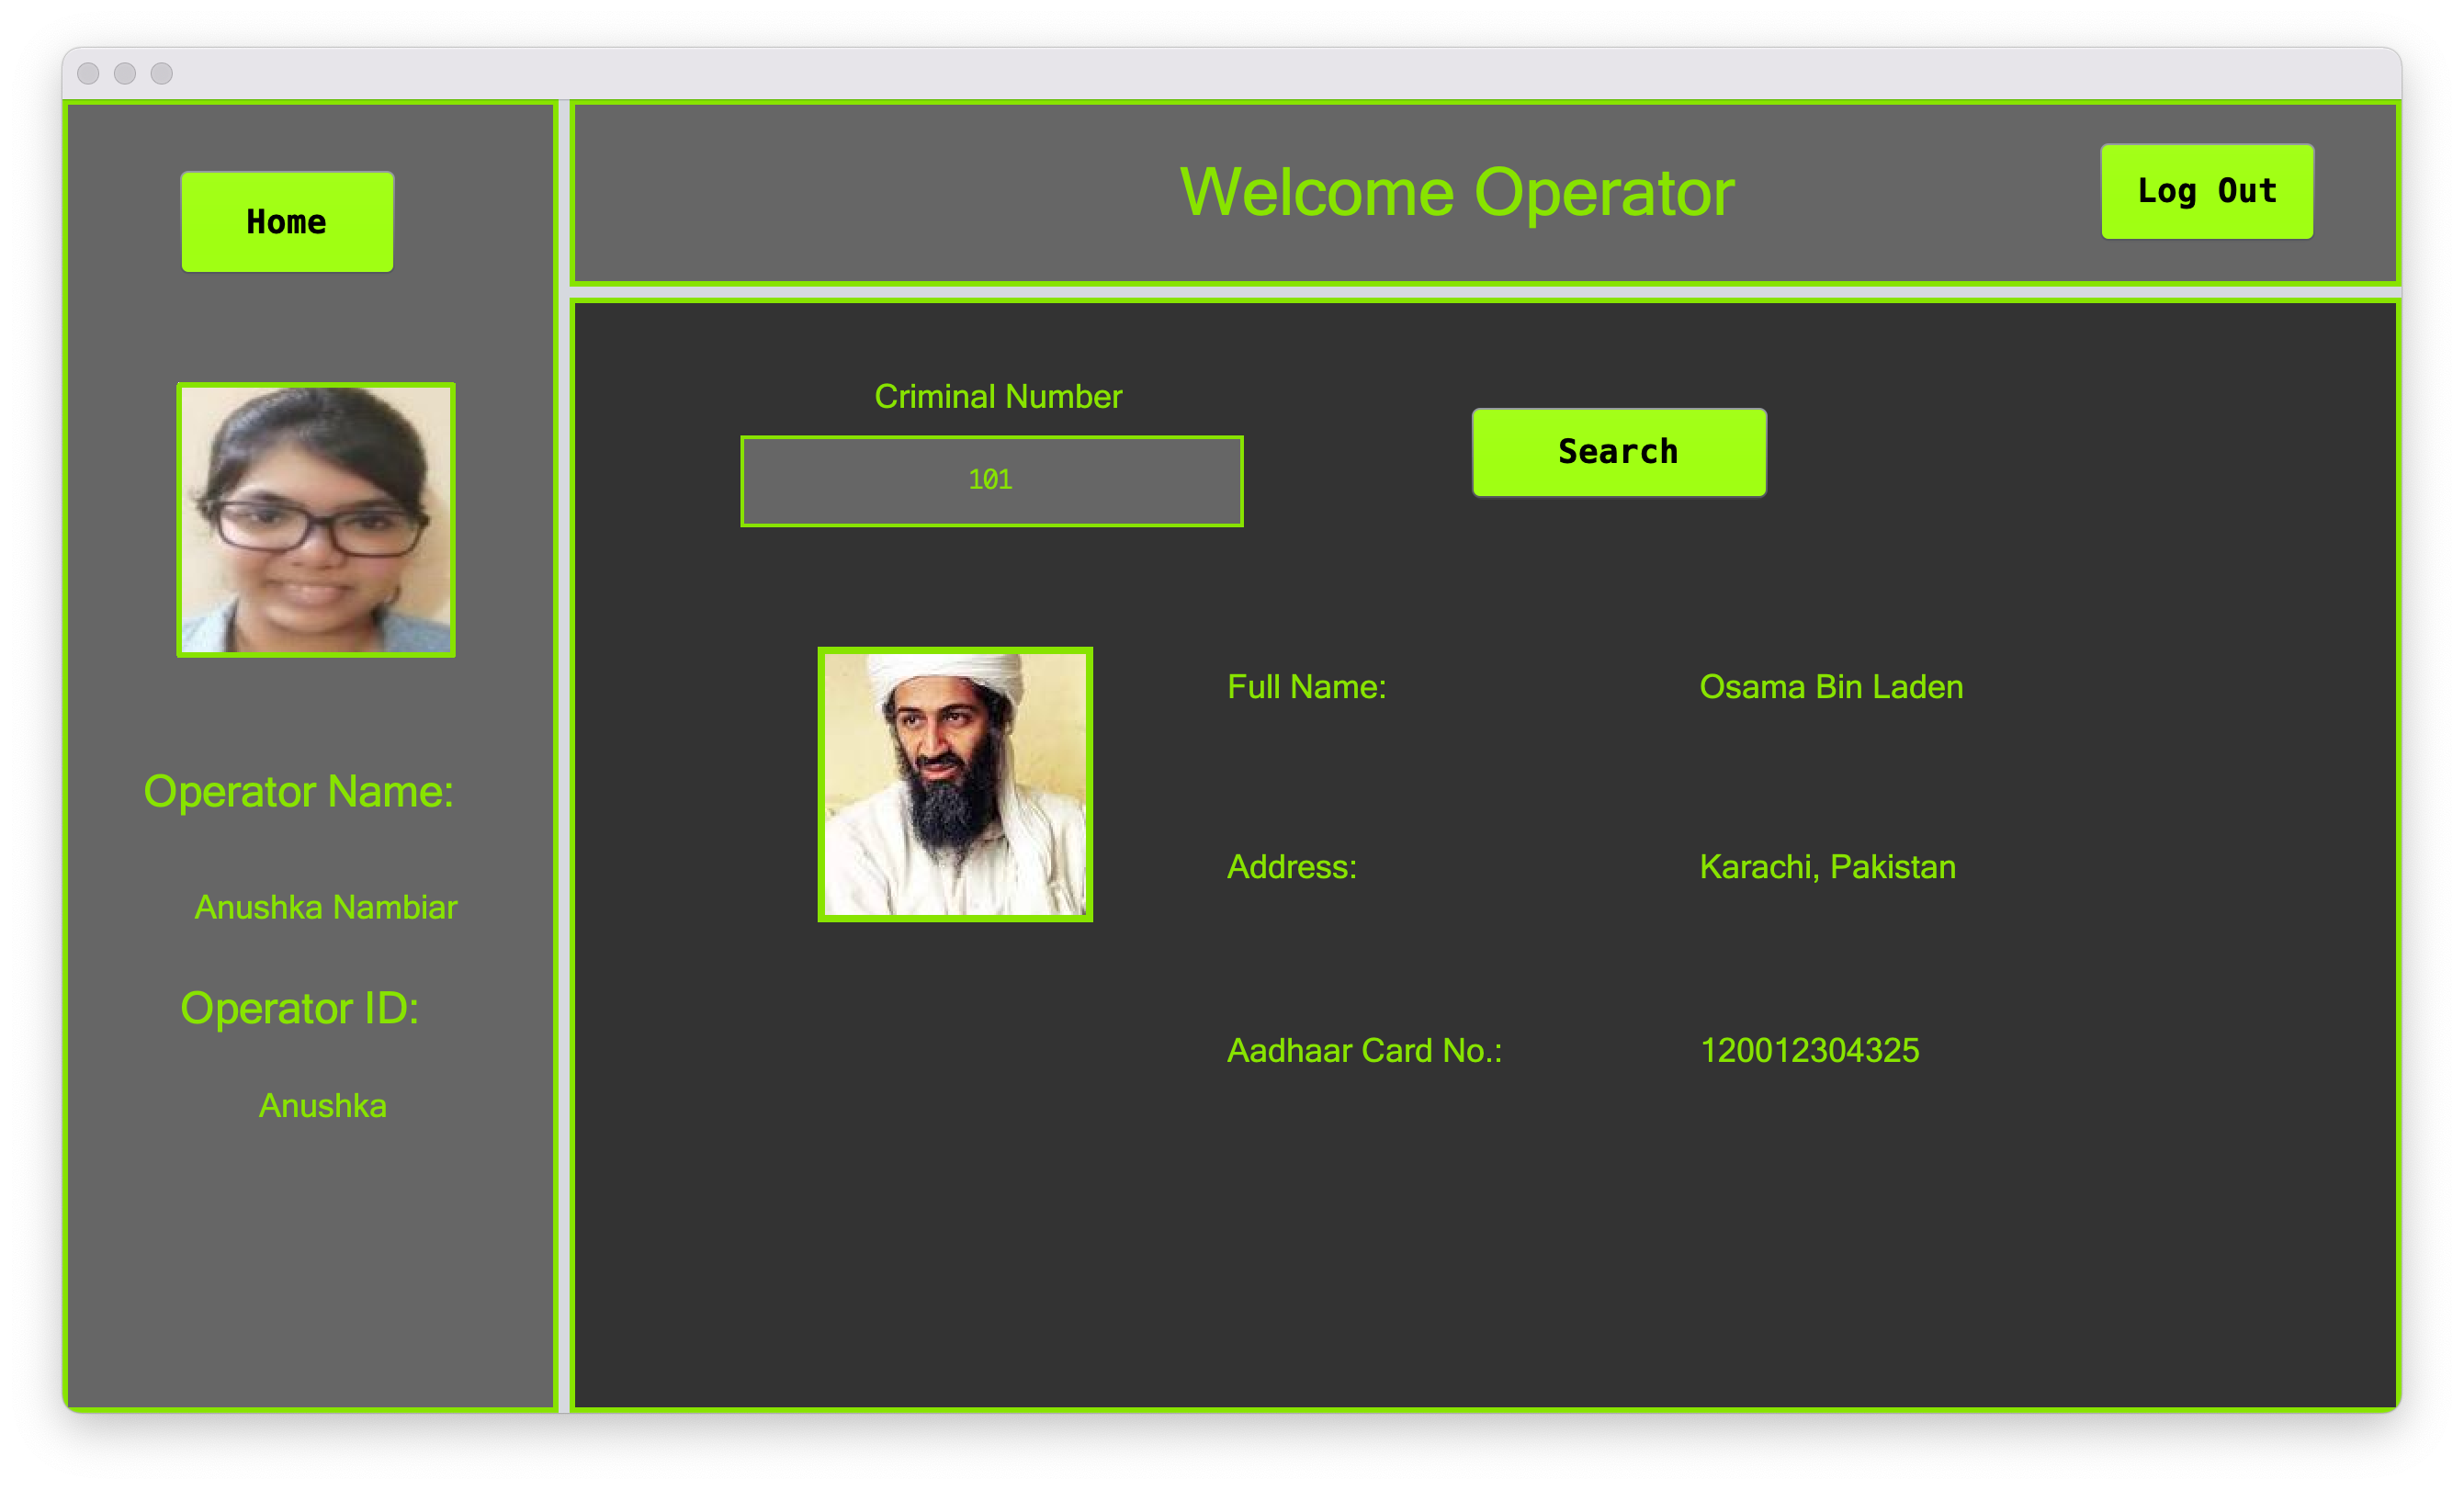 Home
Welcome Operator
Log Out
Criminal Number
101
Search
Full Name: Osama Bin Laden
Operator Name:
Address: Karachi, Pakistan
Anushka Nambiar
Operator ID:
Aadhaar Card No.: 120012304325
Anushka